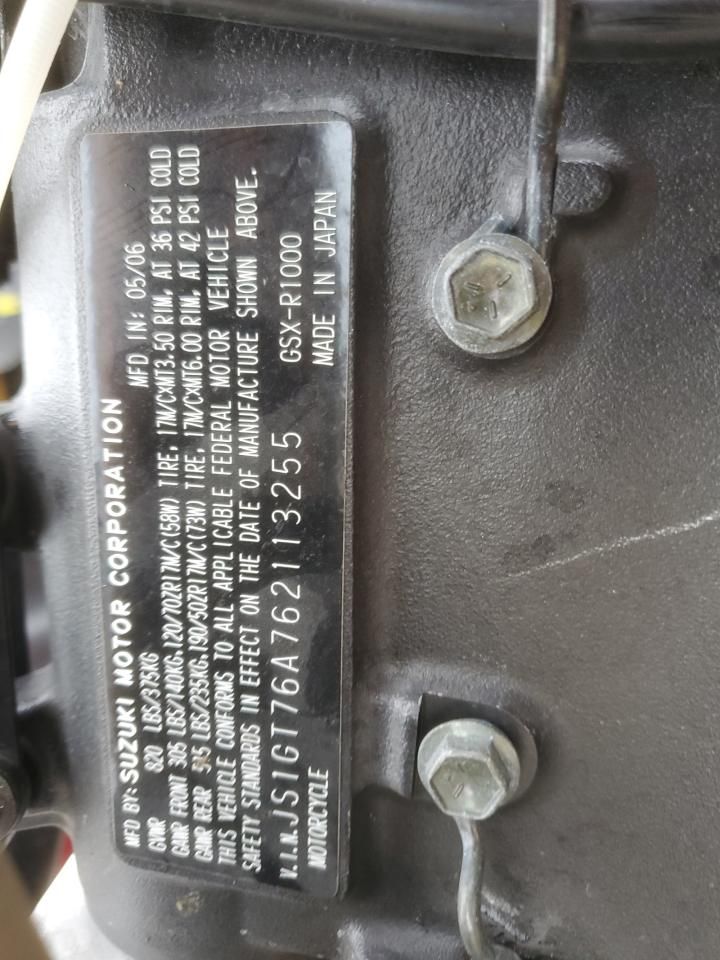 MFD BY: SUZUKI MOTOR CORPORATION MFD IN: 05/06
GVWR 820 LBS/375KG
GAWR FRONT 305 LBS/140KG.120/70ZR17M/C(58W) TIRE, 17M/CXMT3.50 RIM, AT 36 PSI COLD
GAWR REAR 515 LBS/235KG.190/50ZR17M/C(73W) TIRE, 17M/CXMT6.00 RIM, AT 42 PSI COLD
THIS VEHICLE CONFORMS TO ALL APPLICABLE FEDERAL MOTOR VEHICLE
SAFETY STANDARDS IN EFFECT ON THE DATE OF MANUFACTURE SHOWN ABOVE.
V.I.N.JS1GT76A762113255 GSX-R1000
MOTORCYCLE MADE IN JAPAN